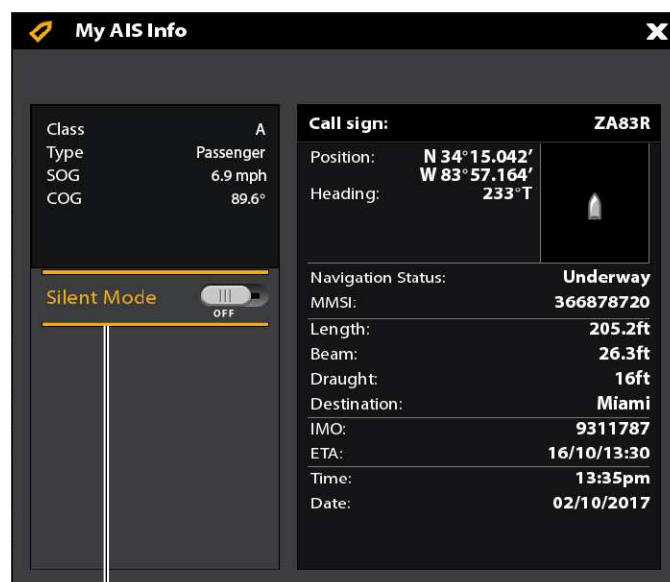 My AIS Info X
Class A
Type Passenger
SOG 6.9 mph
COG 89.6°
Silent Mode OFF
Call sign: ZA83R
Position: N 34°15.042’
W 83°57.164’
Heading: 233°T
Navigation Status: Underway
MMSI: 366878720
Length: 205.2ft
Beam: 26.3ft
Draught: 16ft
Destination: Miami
IMO: 9311787
ETA: 16/10/13:30
Time: 13:35pm
Date: 02/10/2017